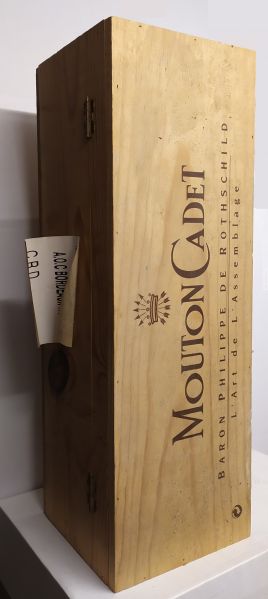 MOUTON CADET
BARON PHILIPPE DE ROTHSCHILD
L'Art de L'Assemblage
A.O.C BORDEAUX
C.B.D